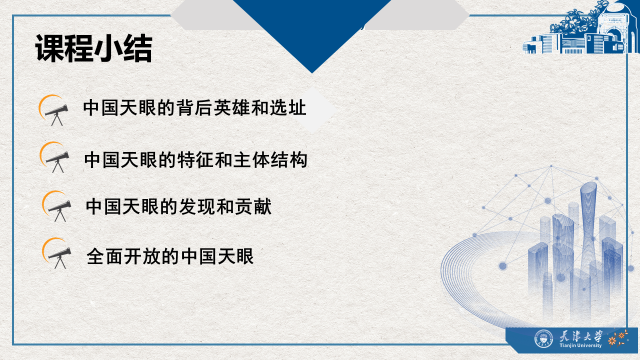 课程小结
中国天眼的背后英雄和选址
中国天眼的特征和主体结构
中国天眼的发现和贡献
全面开放的中国天眼
天津大学
Tianjin University